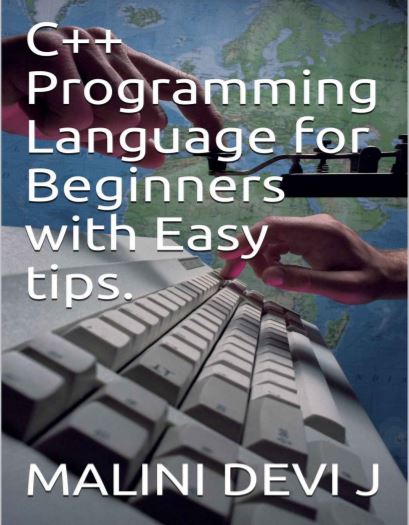 C++
Programming
Language for
Beginners
with Easy
tips.
MALINI DEVI J